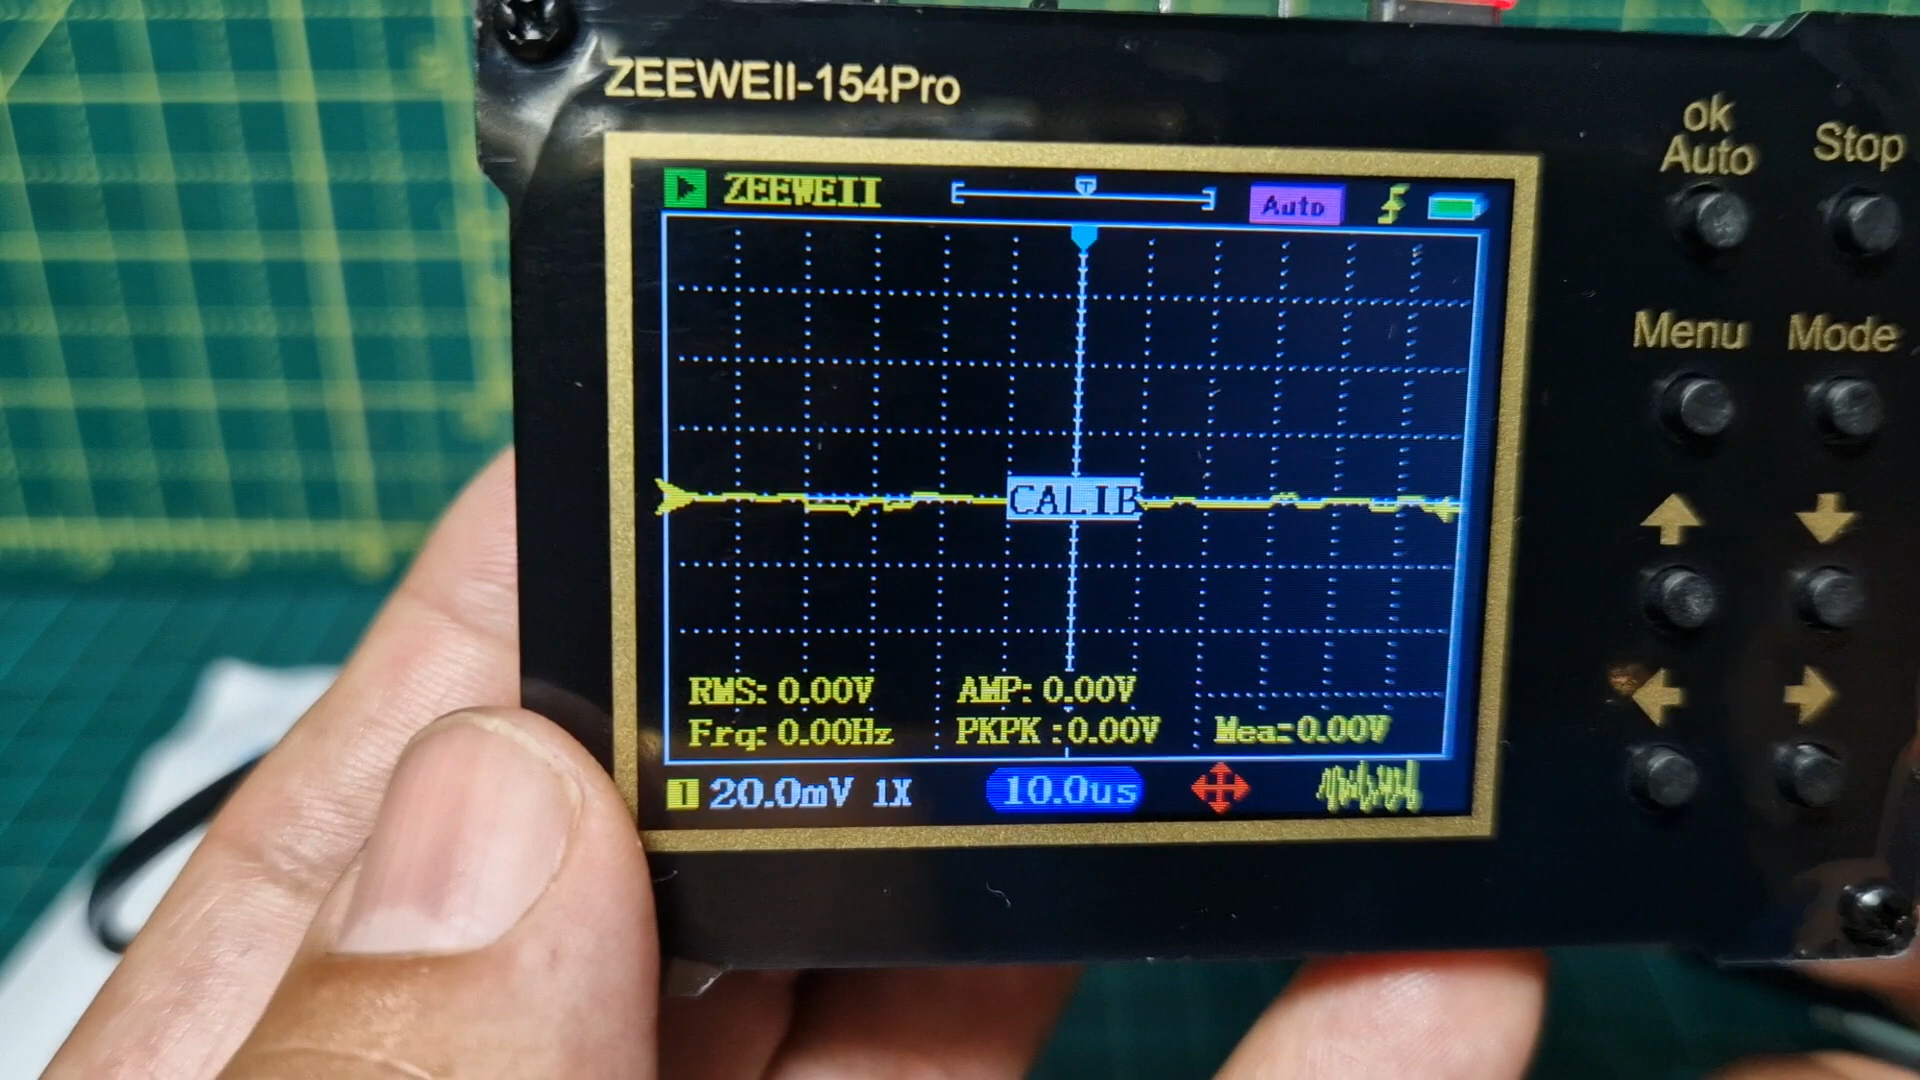 ZEEWEII-154Pro
ok
Auto
Stop
ZEEWEII
T
Auto
Menu
Mode
CALIB
RMS: 0.00V
AMP: 0.00V
Frq: 0.00Hz
PKPK :0.00V
Mea:0.00V
1 20.0mV 1X
10.0us